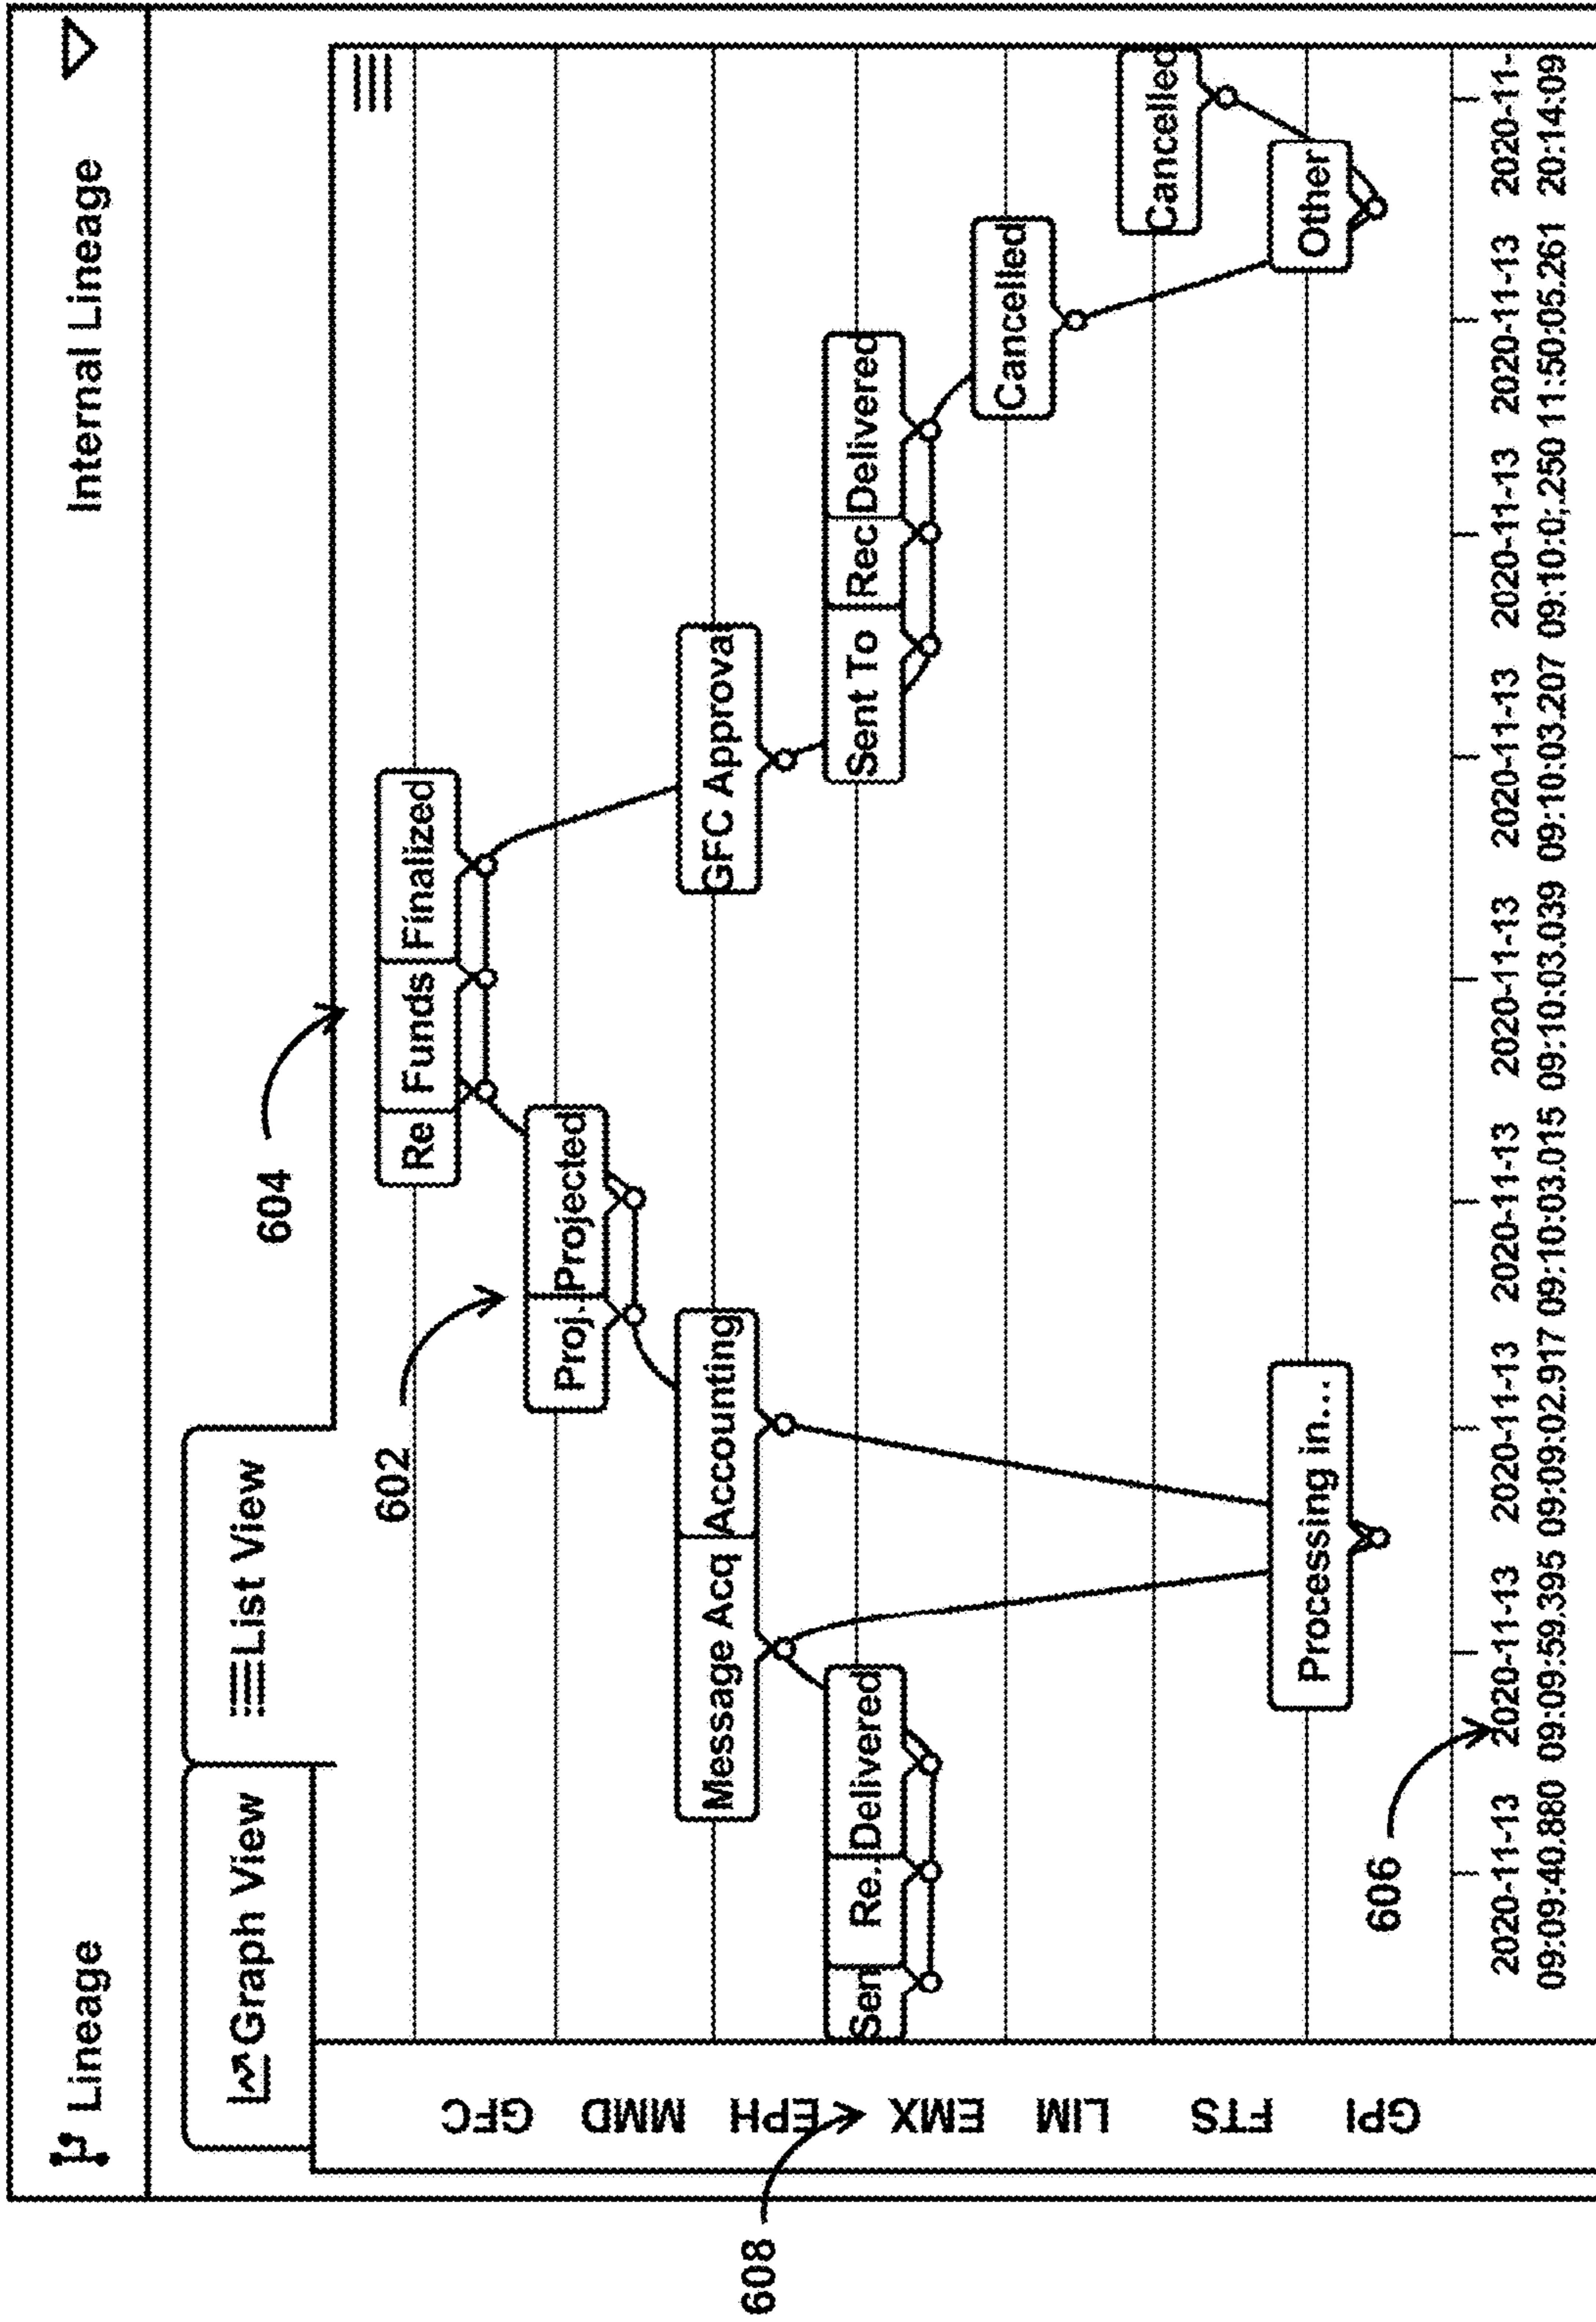 Lineage
Internal Lineage
Graph View
List View
604
602
606
608
GFC
MMD
EPH
EMX
LIM
FTS
GPI
Re Funds Finalized
Proj. Projected
Message Acq Accounting
GFC Approva
Sen Re.. Delivered
Sent To Rec Delivered
Cancelled
Cancelled
Processing in...
Other
2020-11-13 2020-11-13 2020-11-13 2020-11-13 2020-11-13 2020-11-13 2020-11-13 2020-11-13 2020-11-
09:09:40.880 09:09:59.395 09:09:02.917 09:10:03.015 09:10:03.039 09:10:03.207 09:10:0;.250 11:50:05.261 20:14:09